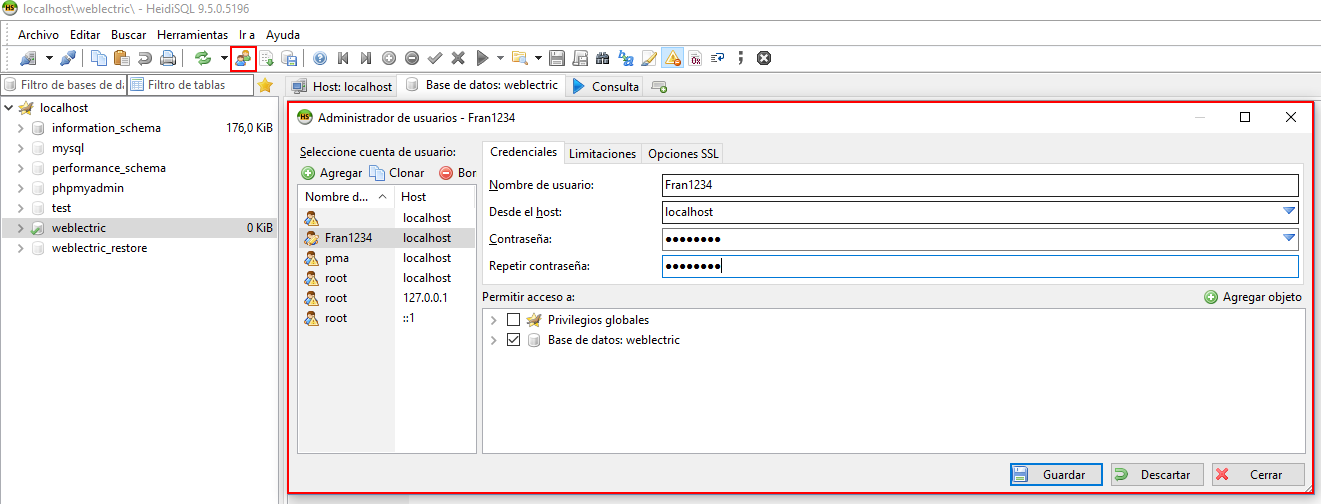 localhost\weblectric\ - HeidiSQL 9.5.0.5196
Archivo Editar Buscar Herramientas Ir a Ayuda
Filtro de bases de da Filtro de tablas
Host: localhost Base de datos: weblectric Consulta
localhost
information_schema 176,0 KiB
mysql
performance_schema
phpmyadmin
test
weblectric 0 KiB
weblectric_restore
Administrador de usuarios - Fran1234
Seleccione cuenta de usuario:
Agregar Clonar Bor
Nombre d... Host
localhost
Fran1234 localhost
pma localhost
root localhost
root 127.0.0.1
root ::1
Credenciales Limitaciones Opciones SSL
Nombre de usuario: Fran1234
Desde el host: localhost
Contraseña: ●●●●●●●●
Repetir contraseña: ●●●●●●●●
Permitir acceso a: Agregar objeto
Privilegios globales
Base de datos: weblectric
Guardar Descartar Cerrar